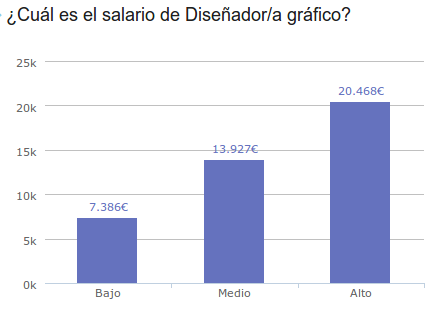 ¿Cuál es el salario de Diseñador/a gráfico?
25k
20k
15k
10k
5k
0k
7.386€
13.927€
20.468€
Bajo
Medio
Alto